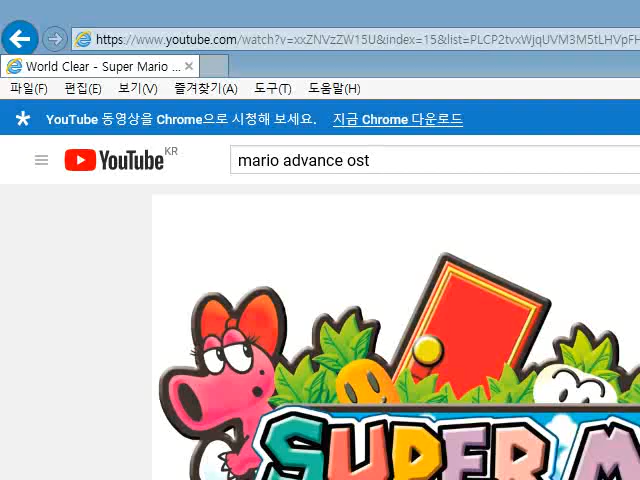 https://www.youtube.com/watch?v=xxZNVzZW15U&index=15&list=PLCP2tvxWjqUVM3M5tLHVpFH
World Clear - Super Mario ...
파일(F) 편집(E) 보기(V) 즐겨찾기(A) 도구(T) 도움말(H)
YouTube 동영상을 Chrome으로 시청해 보세요. 지금 Chrome 다운로드
YouTube KR
mario advance ost
SUPER M